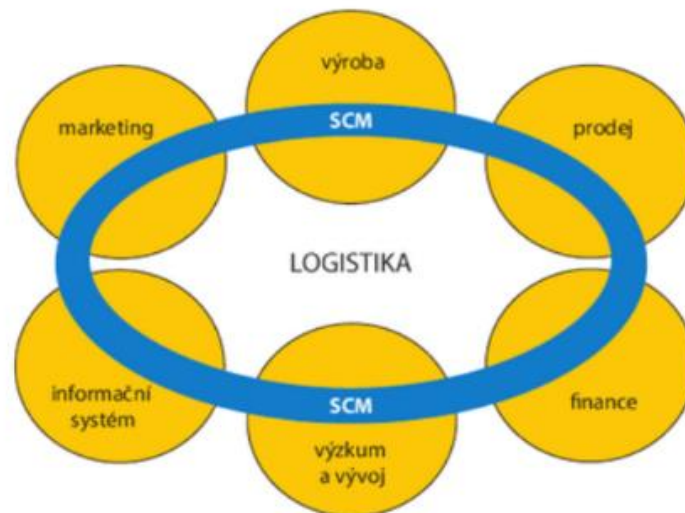 výroba
marketing
SCM
prodej
LOGISTIKA
informační
systém
SCM
finance
výzkum
a vývoj